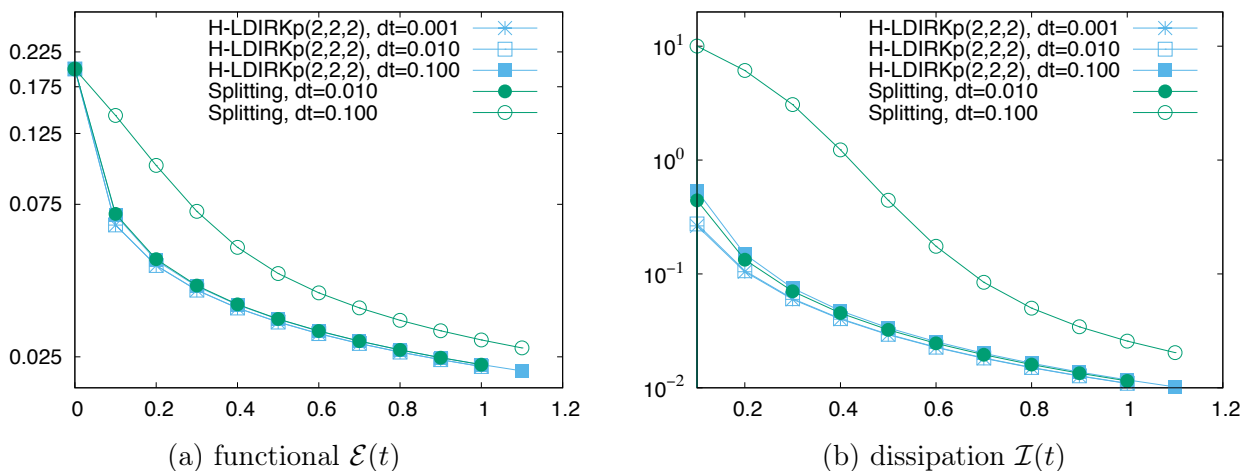 H-LDIRKp(2,2,2), dt=0.001
H-LDIRKp(2,2,2), dt=0.010
H-LDIRKp(2,2,2), dt=0.100
Splitting, dt=0.010
Splitting, dt=0.100
0.225
0.175
0.125
0.075
0.025
0 0.2 0.4 0.6 0.8 1 1.2
(a) functional ℰ(t)
H-LDIRKp(2,2,2), dt=0.001
H-LDIRKp(2,2,2), dt=0.010
H-LDIRKp(2,2,2), dt=0.100
Splitting, dt=0.010
Splitting, dt=0.100
10¹
10⁰
10⁻¹
10⁻²
0.2 0.4 0.6 0.8 1 1.2
(b) dissipation ℐ(t)